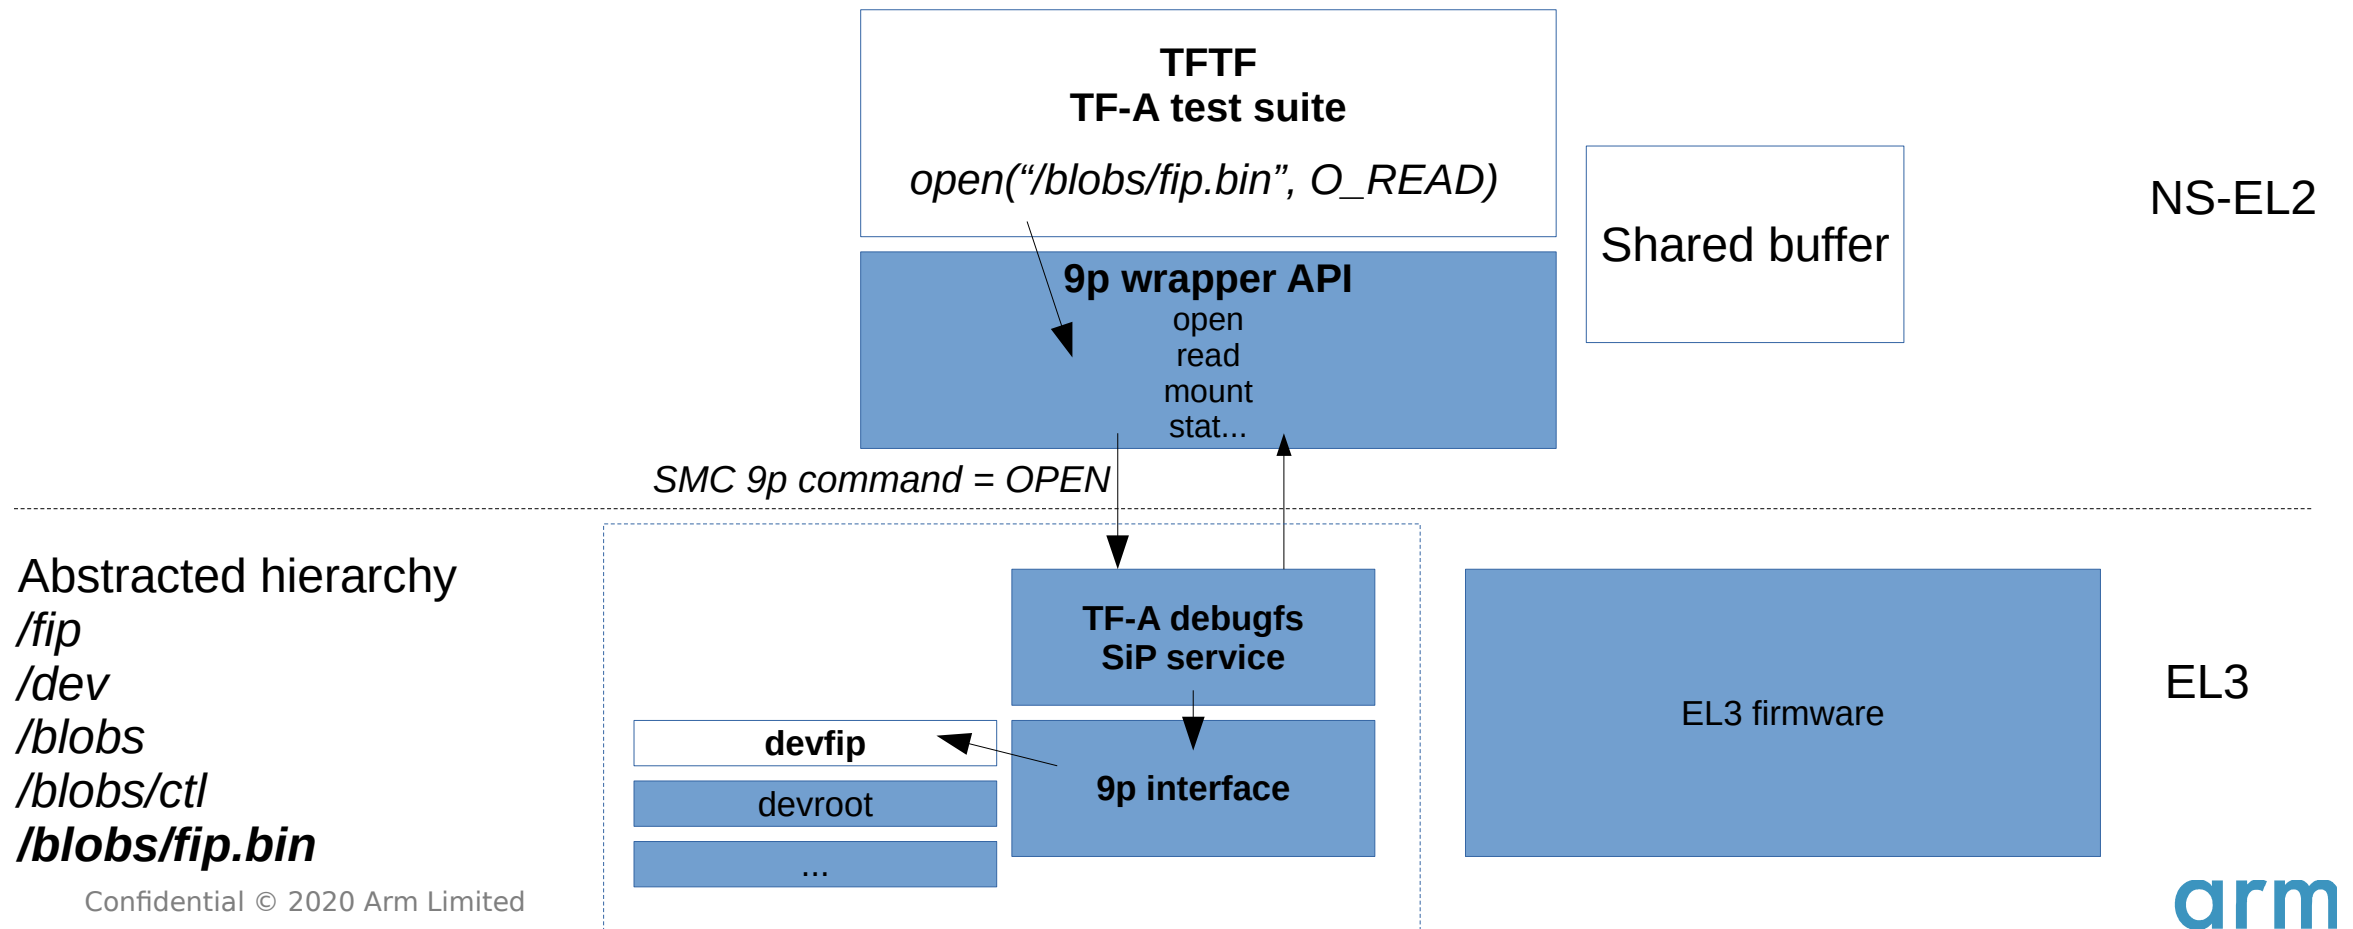 TFTF
TF-A test suite
open(“/blobs/fip.bin”, O_READ)
Shared buffer
NS-EL2
9p wrapper API
open
read
mount
stat...
SMC 9p command = OPEN
Abstracted hierarchy
/fip
/dev
/blobs
/blobs/ctl
/blobs/fip.bin
TF-A debugfs
SiP service
devfip
devroot
...
9p interface
EL3 firmware
EL3
Confidential © 2020 Arm Limited
arm